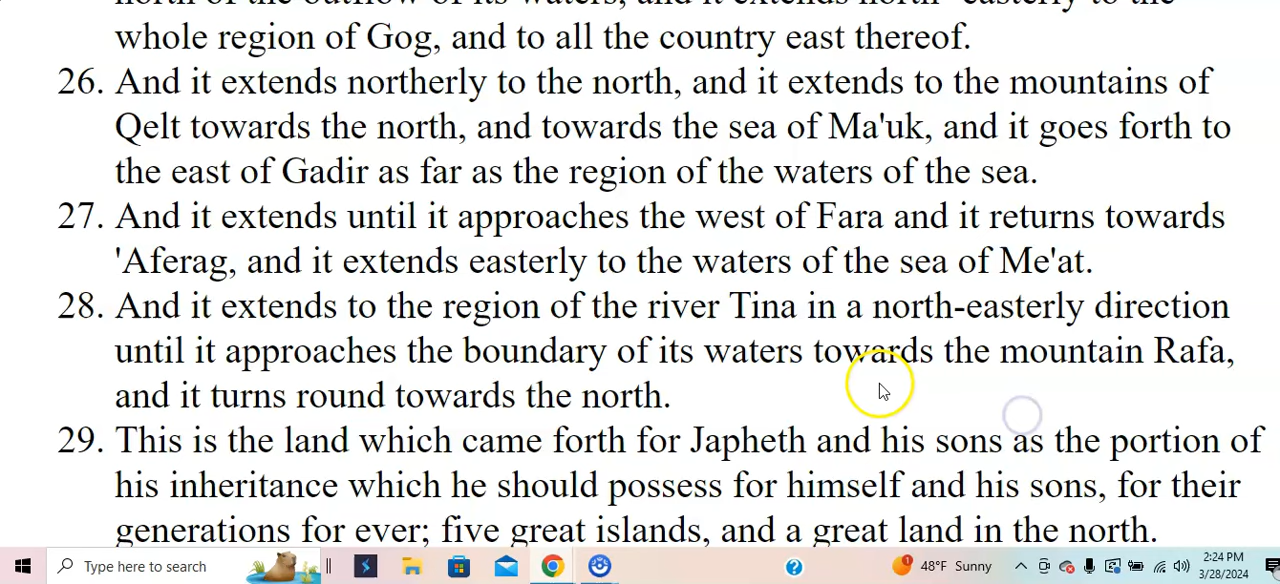 whole region of Gog, and to all the country east thereof.
26. And it extends northerly to the north, and it extends to the mountains of
Qelt towards the north, and towards the sea of Ma'uk, and it goes forth to
the east of Gadir as far as the region of the waters of the sea.
27. And it extends until it approaches the west of Fara and it returns towards
'Aferag, and it extends easterly to the waters of the sea of Me'at.
28. And it extends to the region of the river Tina in a north-easterly direction
until it approaches the boundary of its waters towards the mountain Rafa,
and it turns round towards the north.
29. This is the land which came forth for Japheth and his sons as the portion of
his inheritance which he should possess for himself and his sons, for their
generations for ever; five great islands, and a great land in the north.
Type here to search
48°F Sunny
2:24 PM
3/28/2024